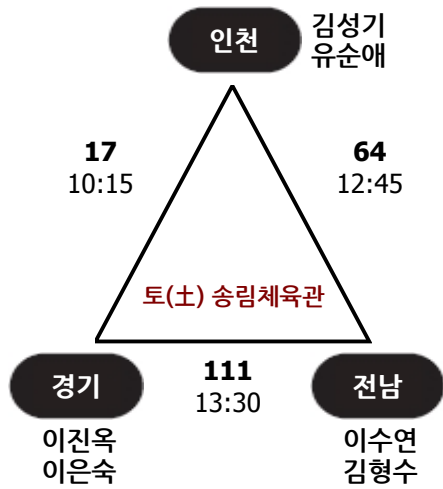 인천
김성기
유순애
17
10:15
64
12:45
토(土) 송림체육관
경기
111
13:30
전남
이진옥
이은숙
이수연
김형수